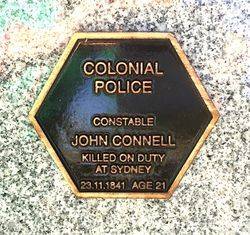 COLONIAL
POLICE
CONSTABLE
JOHN CONNELL
KILLED ON DUTY
AT SYDNEY
23.11.1841 AGE 21